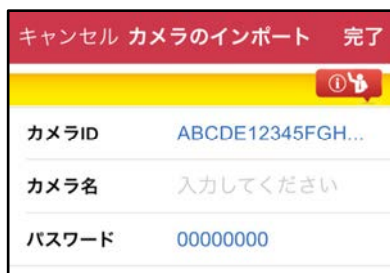 キャンセル カメラのインポート 完了
カメラID ABCDE12345FGH...
カメラ名 入力してください
パスワード 00000000